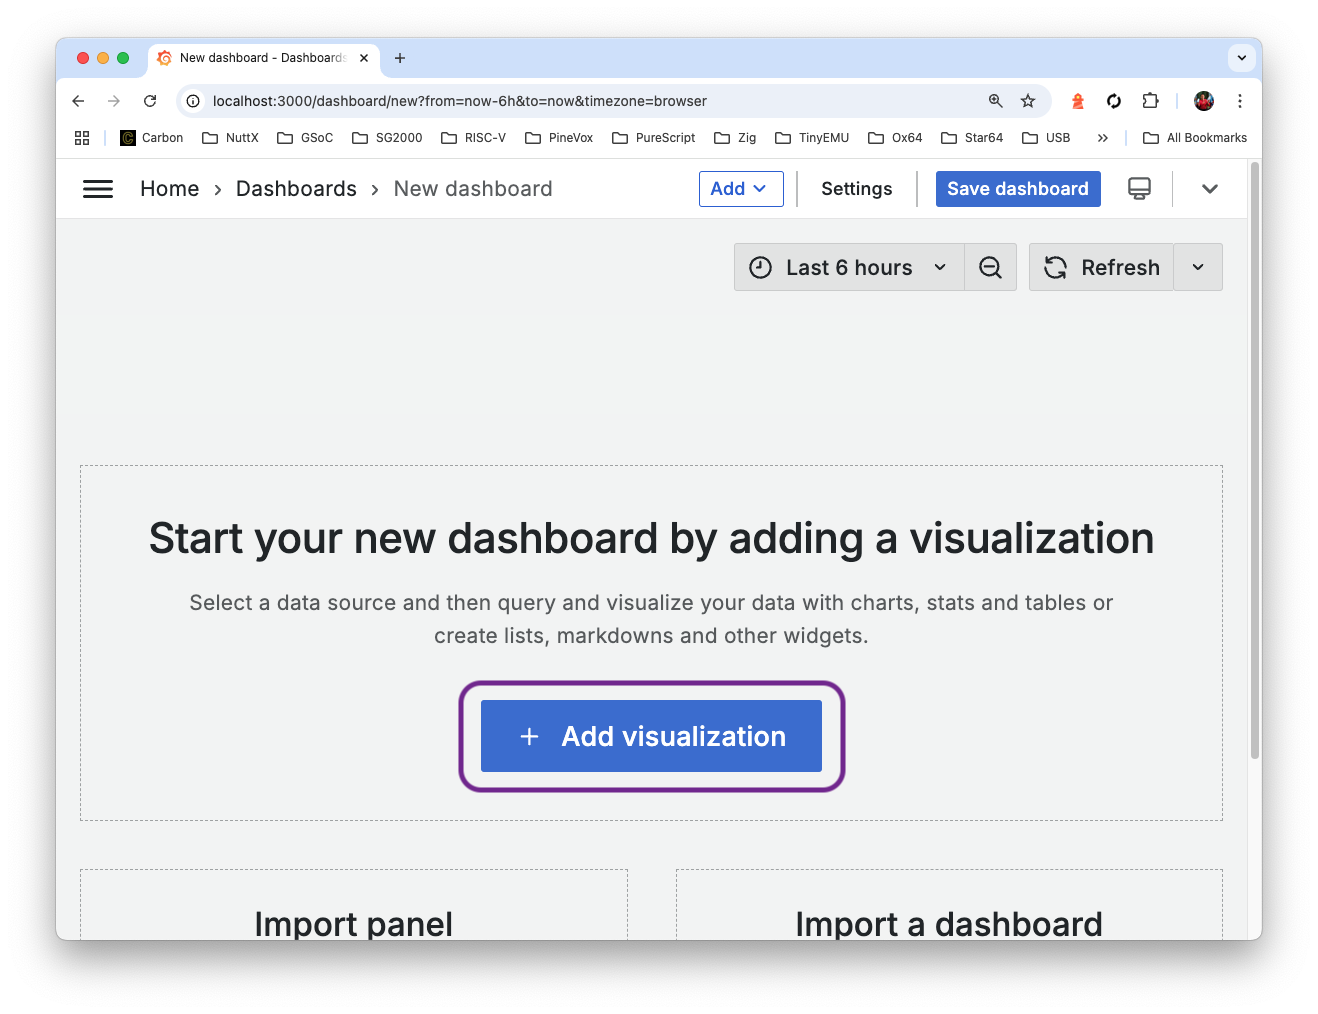 New dashboard - Dashboards
localhost:3000/dashboard/new?from=now-6h&to=now&timezone=browser
Carbon NuttX GSoC SG2000 RISC-V PineVox PureScript Zig TinyEMU Ox64 Star64 USB » All Bookmarks
Home › Dashboards › New dashboard Add Settings Save dashboard
Last 6 hours Refresh
Start your new dashboard by adding a visualization
Select a data source and then query and visualize your data with charts, stats and tables or
create lists, markdowns and other widgets.
+ Add visualization
Import panel Import a dashboard